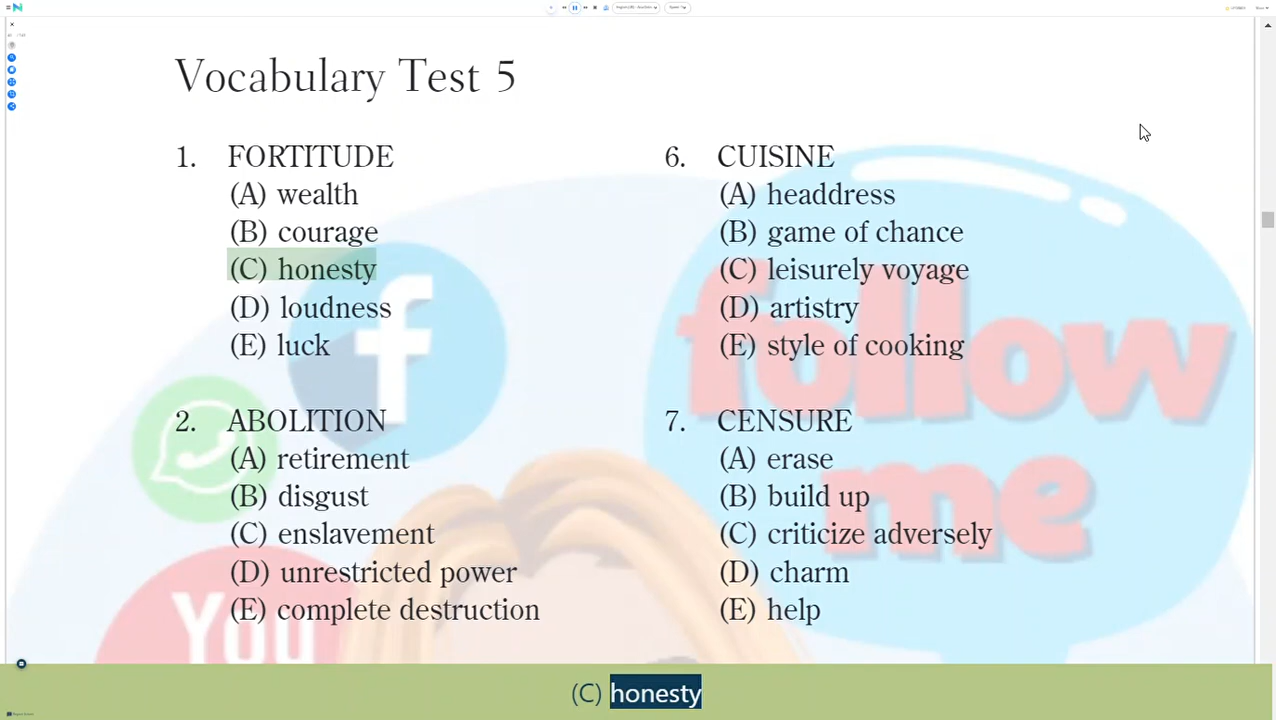 Vocabulary Test 5
1. FORTITUDE
(A) wealth
(B) courage
(C) honesty
(D) loudness
(E) luck
2. ABOLITION
(A) retirement
(B) disgust
(C) enslavement
(D) unrestricted power
(E) complete destruction
6. CUISINE
(A) headdress
(B) game of chance
(C) leisurely voyage
(D) artistry
(E) style of cooking
7. CENSURE
(A) erase
(B) build up
(C) criticize adversely
(D) charm
(E) help
follow
me
You
(C) honesty